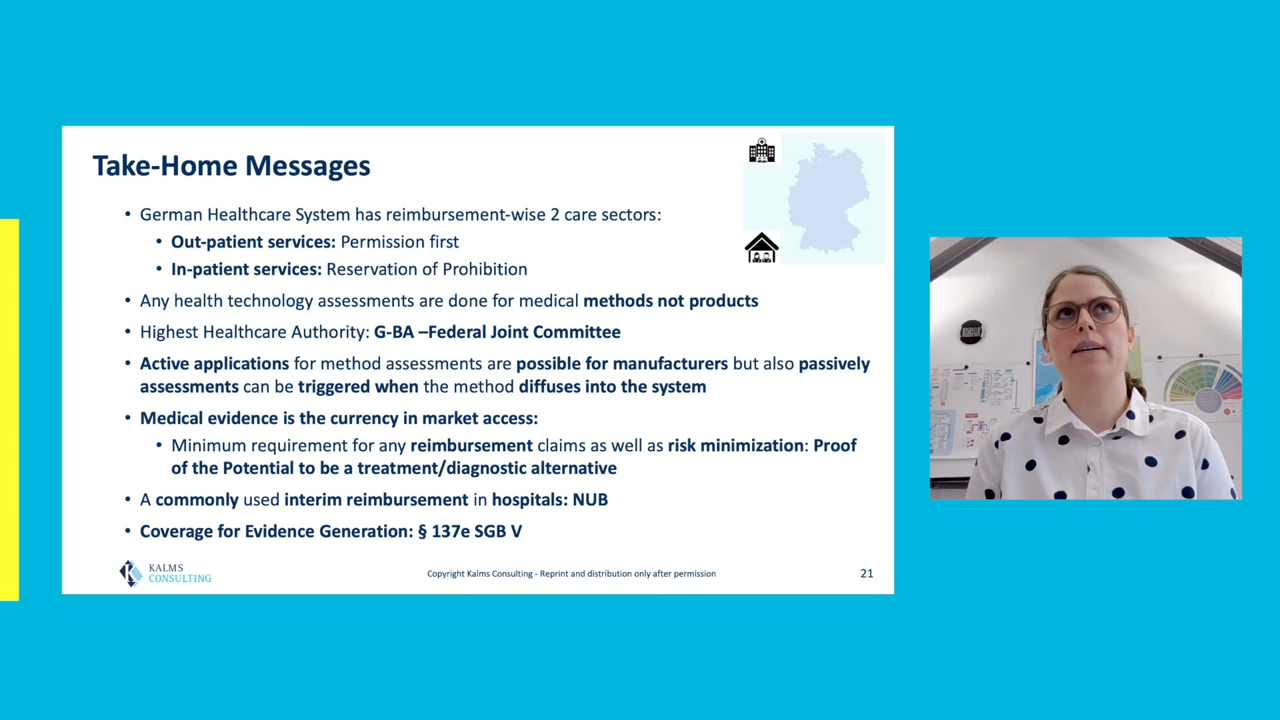 Take-Home Messages
• German Healthcare System has reimbursement-wise 2 care sectors:
• Out-patient services: Permission first
• In-patient services: Reservation of Prohibition
• Any health technology assessments are done for medical methods not products
• Highest Healthcare Authority: G-BA –Federal Joint Committee
• Active applications for method assessments are possible for manufacturers but also passively
assessments can be triggered when the method diffuses into the system
• Medical evidence is the currency in market access:
• Minimum requirement for any reimbursement claims as well as risk minimization: Proof
of the Potential to be a treatment/diagnostic alternative
• A commonly used interim reimbursement in hospitals: NUB
• Coverage for Evidence Generation: § 137e SGB V
KALMS
CONSULTING
Copyright Kalms Consulting - Reprint and distribution only after permission
21